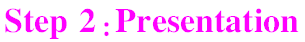 Step 2 : Presentation